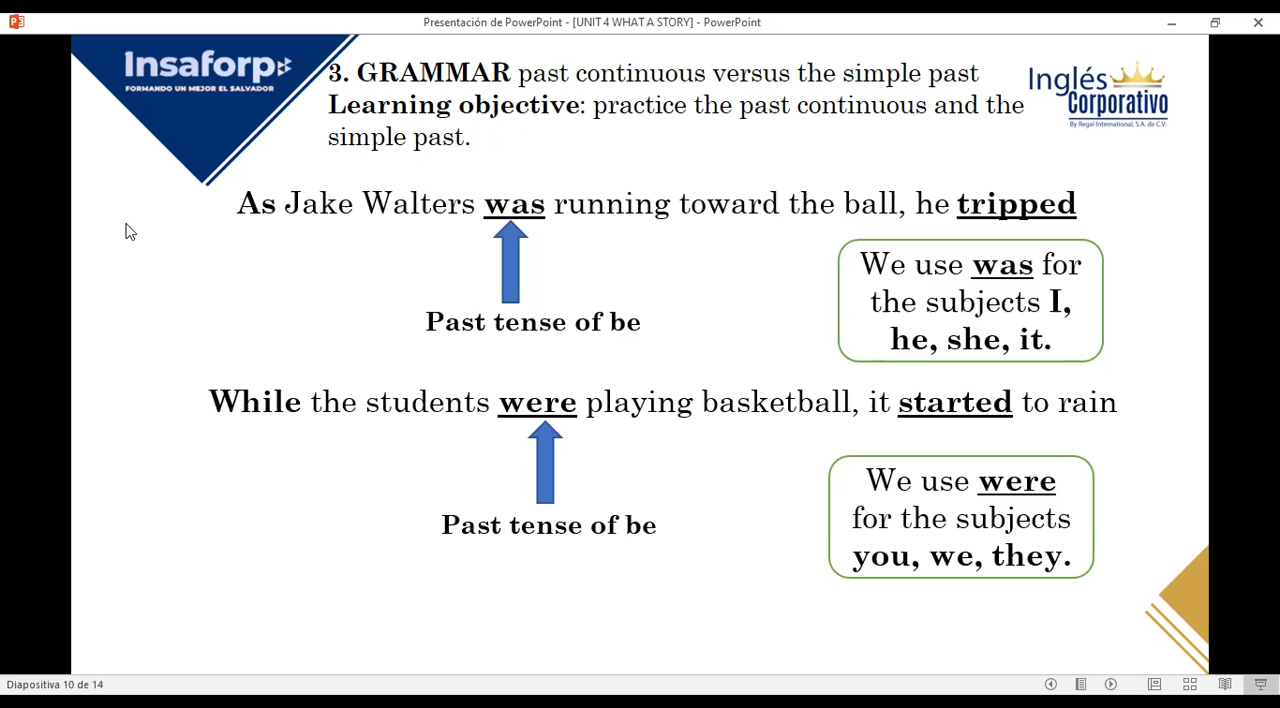 Presentación de PowerPoint - [UNIT 4 WHAT A STORY] - PowerPoint
Insaforp
FORMANDO UN MEJOR EL SALVADOR
3. GRAMMAR past continuous versus the simple past
Learning objective: practice the past continuous and the
simple past.
Inglés
Corporativo
By Regal International, S.A. de C.V.
As Jake Walters was running toward the ball, he tripped
Past tense of be
We use was for
the subjects I,
he, she, it.
While the students were playing basketball, it started to rain
Past tense of be
We use were
for the subjects
you, we, they.
Diapositiva 10 de 14